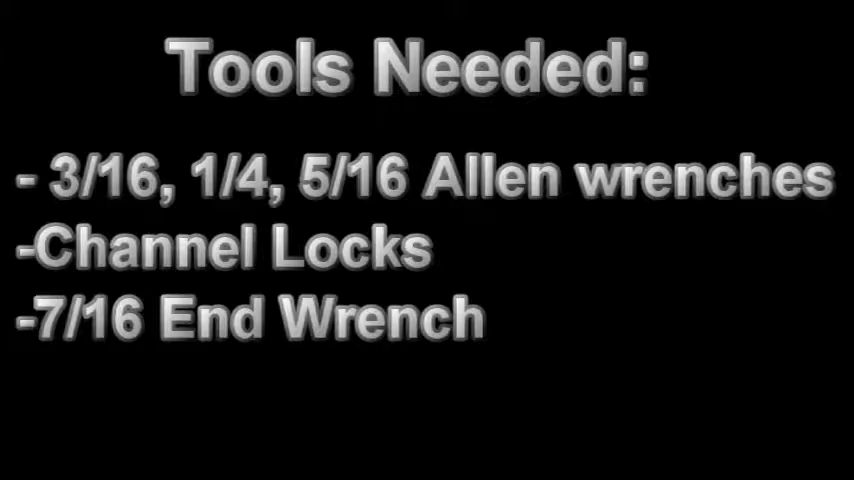 Tools Needed:
- 3/16, 1/4, 5/16 Allen wrenches
-Channel Locks
-7/16 End Wrench